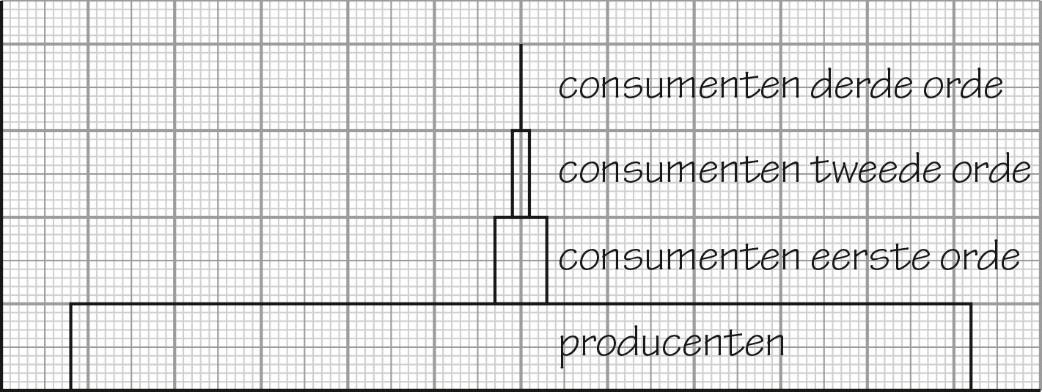 consumenten derde orde
consumenten tweede orde
consumenten eerste orde
producenten